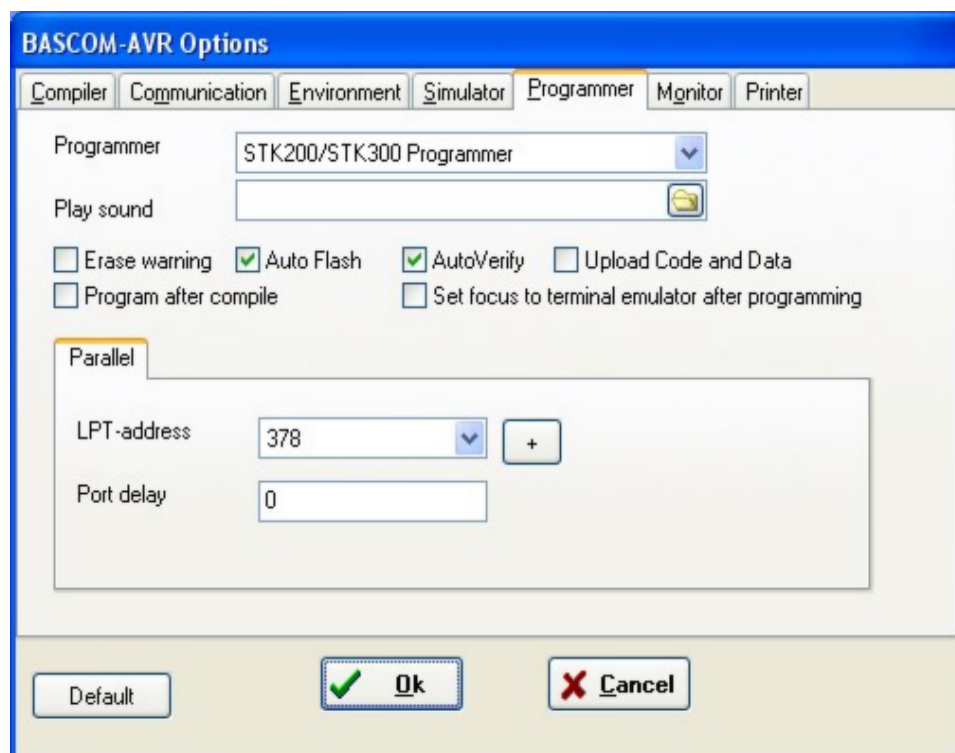 BASCOM-AVR Options
Compiler Communication Environment Simulator Programmer Monitor Printer
Programmer STK200/STK300 Programmer
Play sound
Erase warning Auto Flash AutoVerify Upload Code and Data
Program after compile Set focus to terminal emulator after programming
Parallel
LPT-address 378 +
Port delay 0
Default Ok Cancel